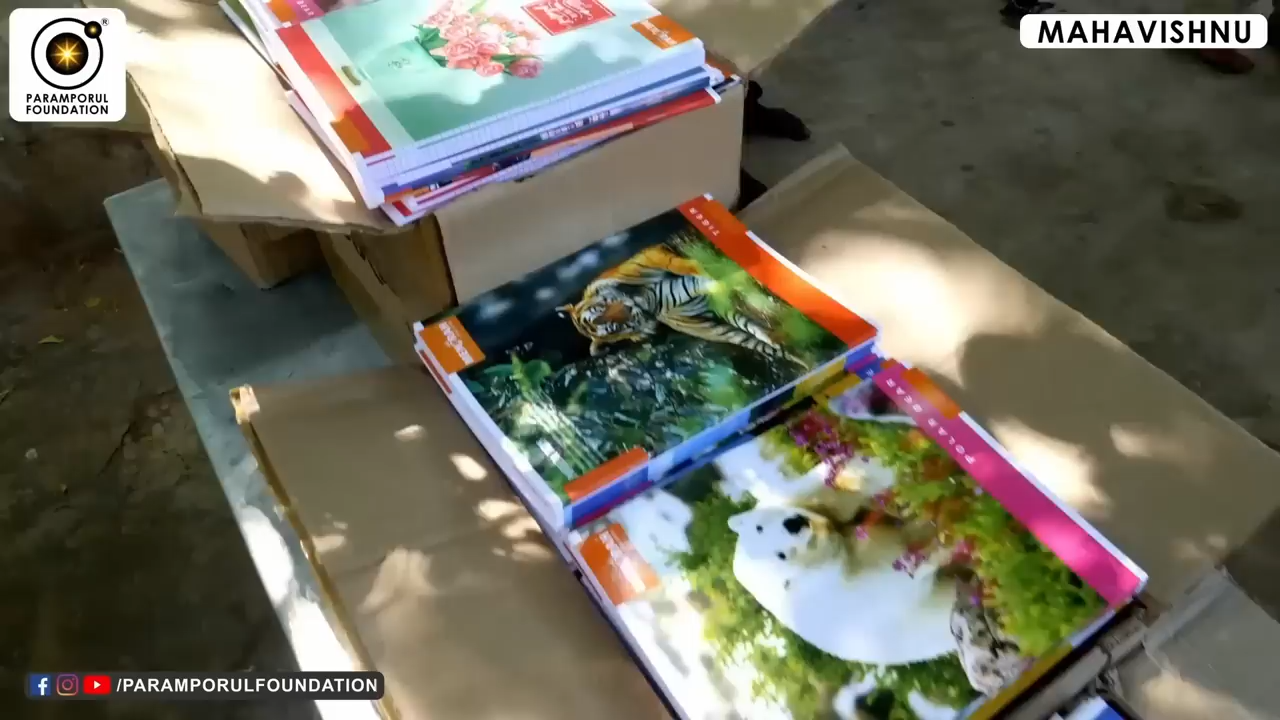 PARAMPORUL
FOUNDATION
®
MAHAVISHNU
TIGER
POLAR BEAR
/PARAMPORULFOUNDATION